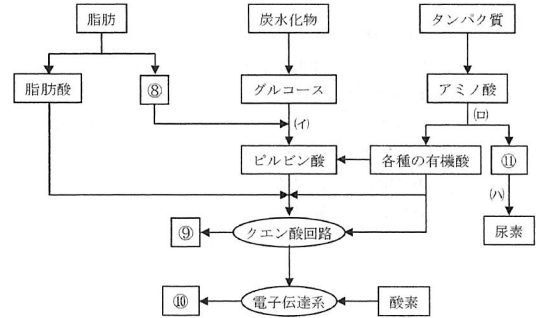 脂肪 炭水化物 タンパク質
脂肪酸 ⑧ グルコース アミノ酸
(イ) (ロ)
ピルビン酸 各種の有機酸 ⑪
(ハ)
⑨ クエン酸回路 尿素
⑩ 電子伝達系 酸素